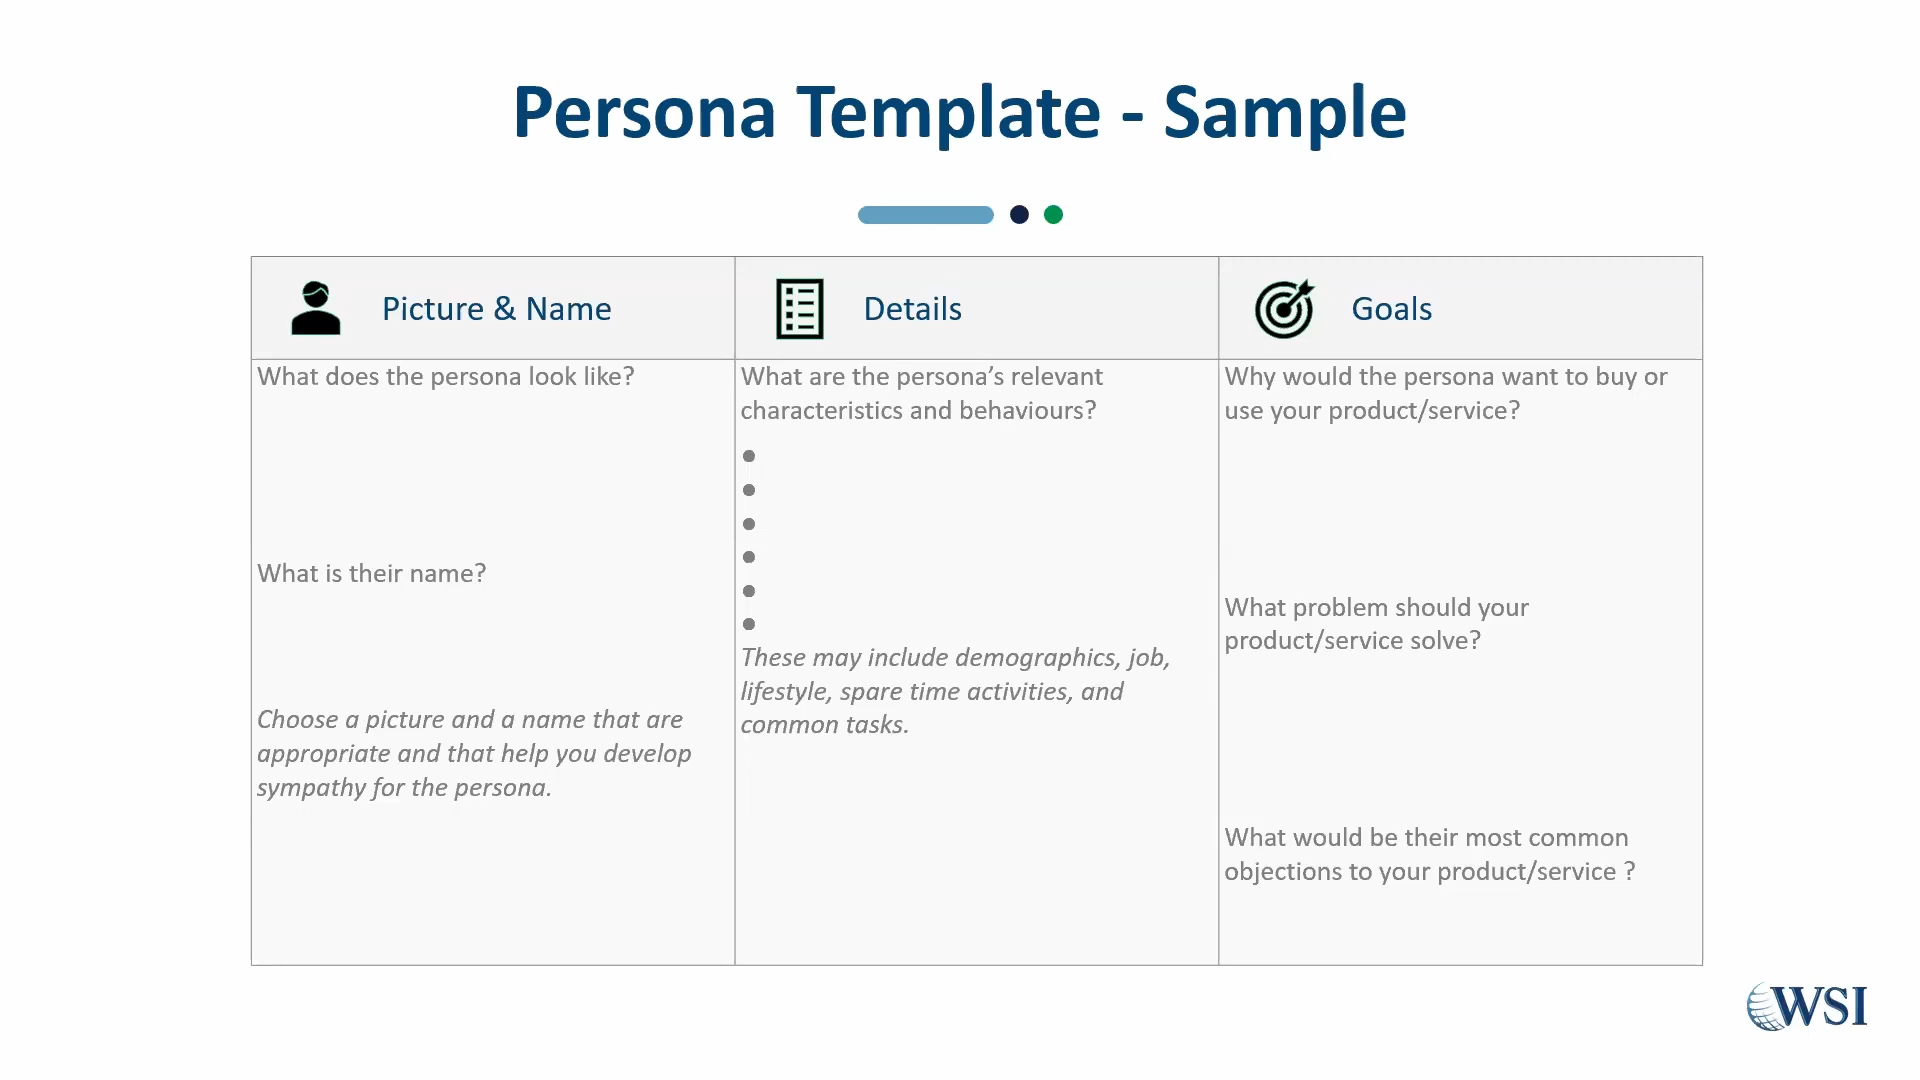 Persona Template - Sample
Picture & Name
Details
Goals
What does the persona look like?
What is their name?
Choose a picture and a name that are
appropriate and that help you develop
sympathy for the persona.
What are the persona’s relevant
characteristics and behaviours?
●
●
●
●
●
●
These may include demographics, job,
lifestyle, spare time activities, and
common tasks.
Why would the persona want to buy or
use your product/service?
What problem should your
product/service solve?
What would be their most common
objections to your product/service ?
WSI